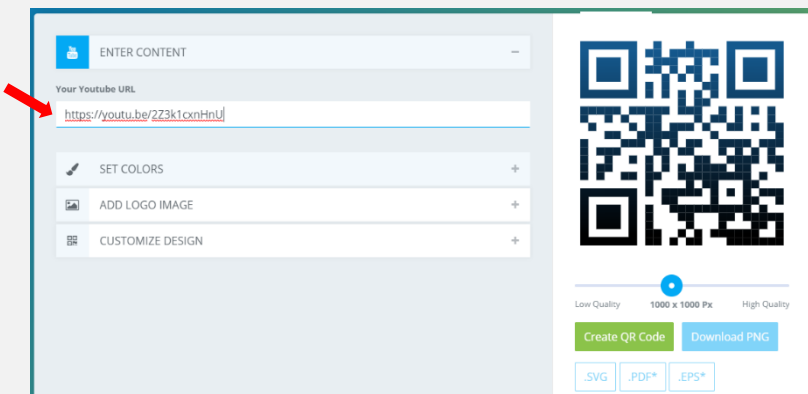 ENTER CONTENT
Your Youtube URL
https://youtu.be/2Z3k1cxnHnU
SET COLORS
ADD LOGO IMAGE
CUSTOMIZE DESIGN
Low Quality 1000 x 1000 Px High Quality
Create QR Code Download PNG
.SVG .PDF* .EPS*